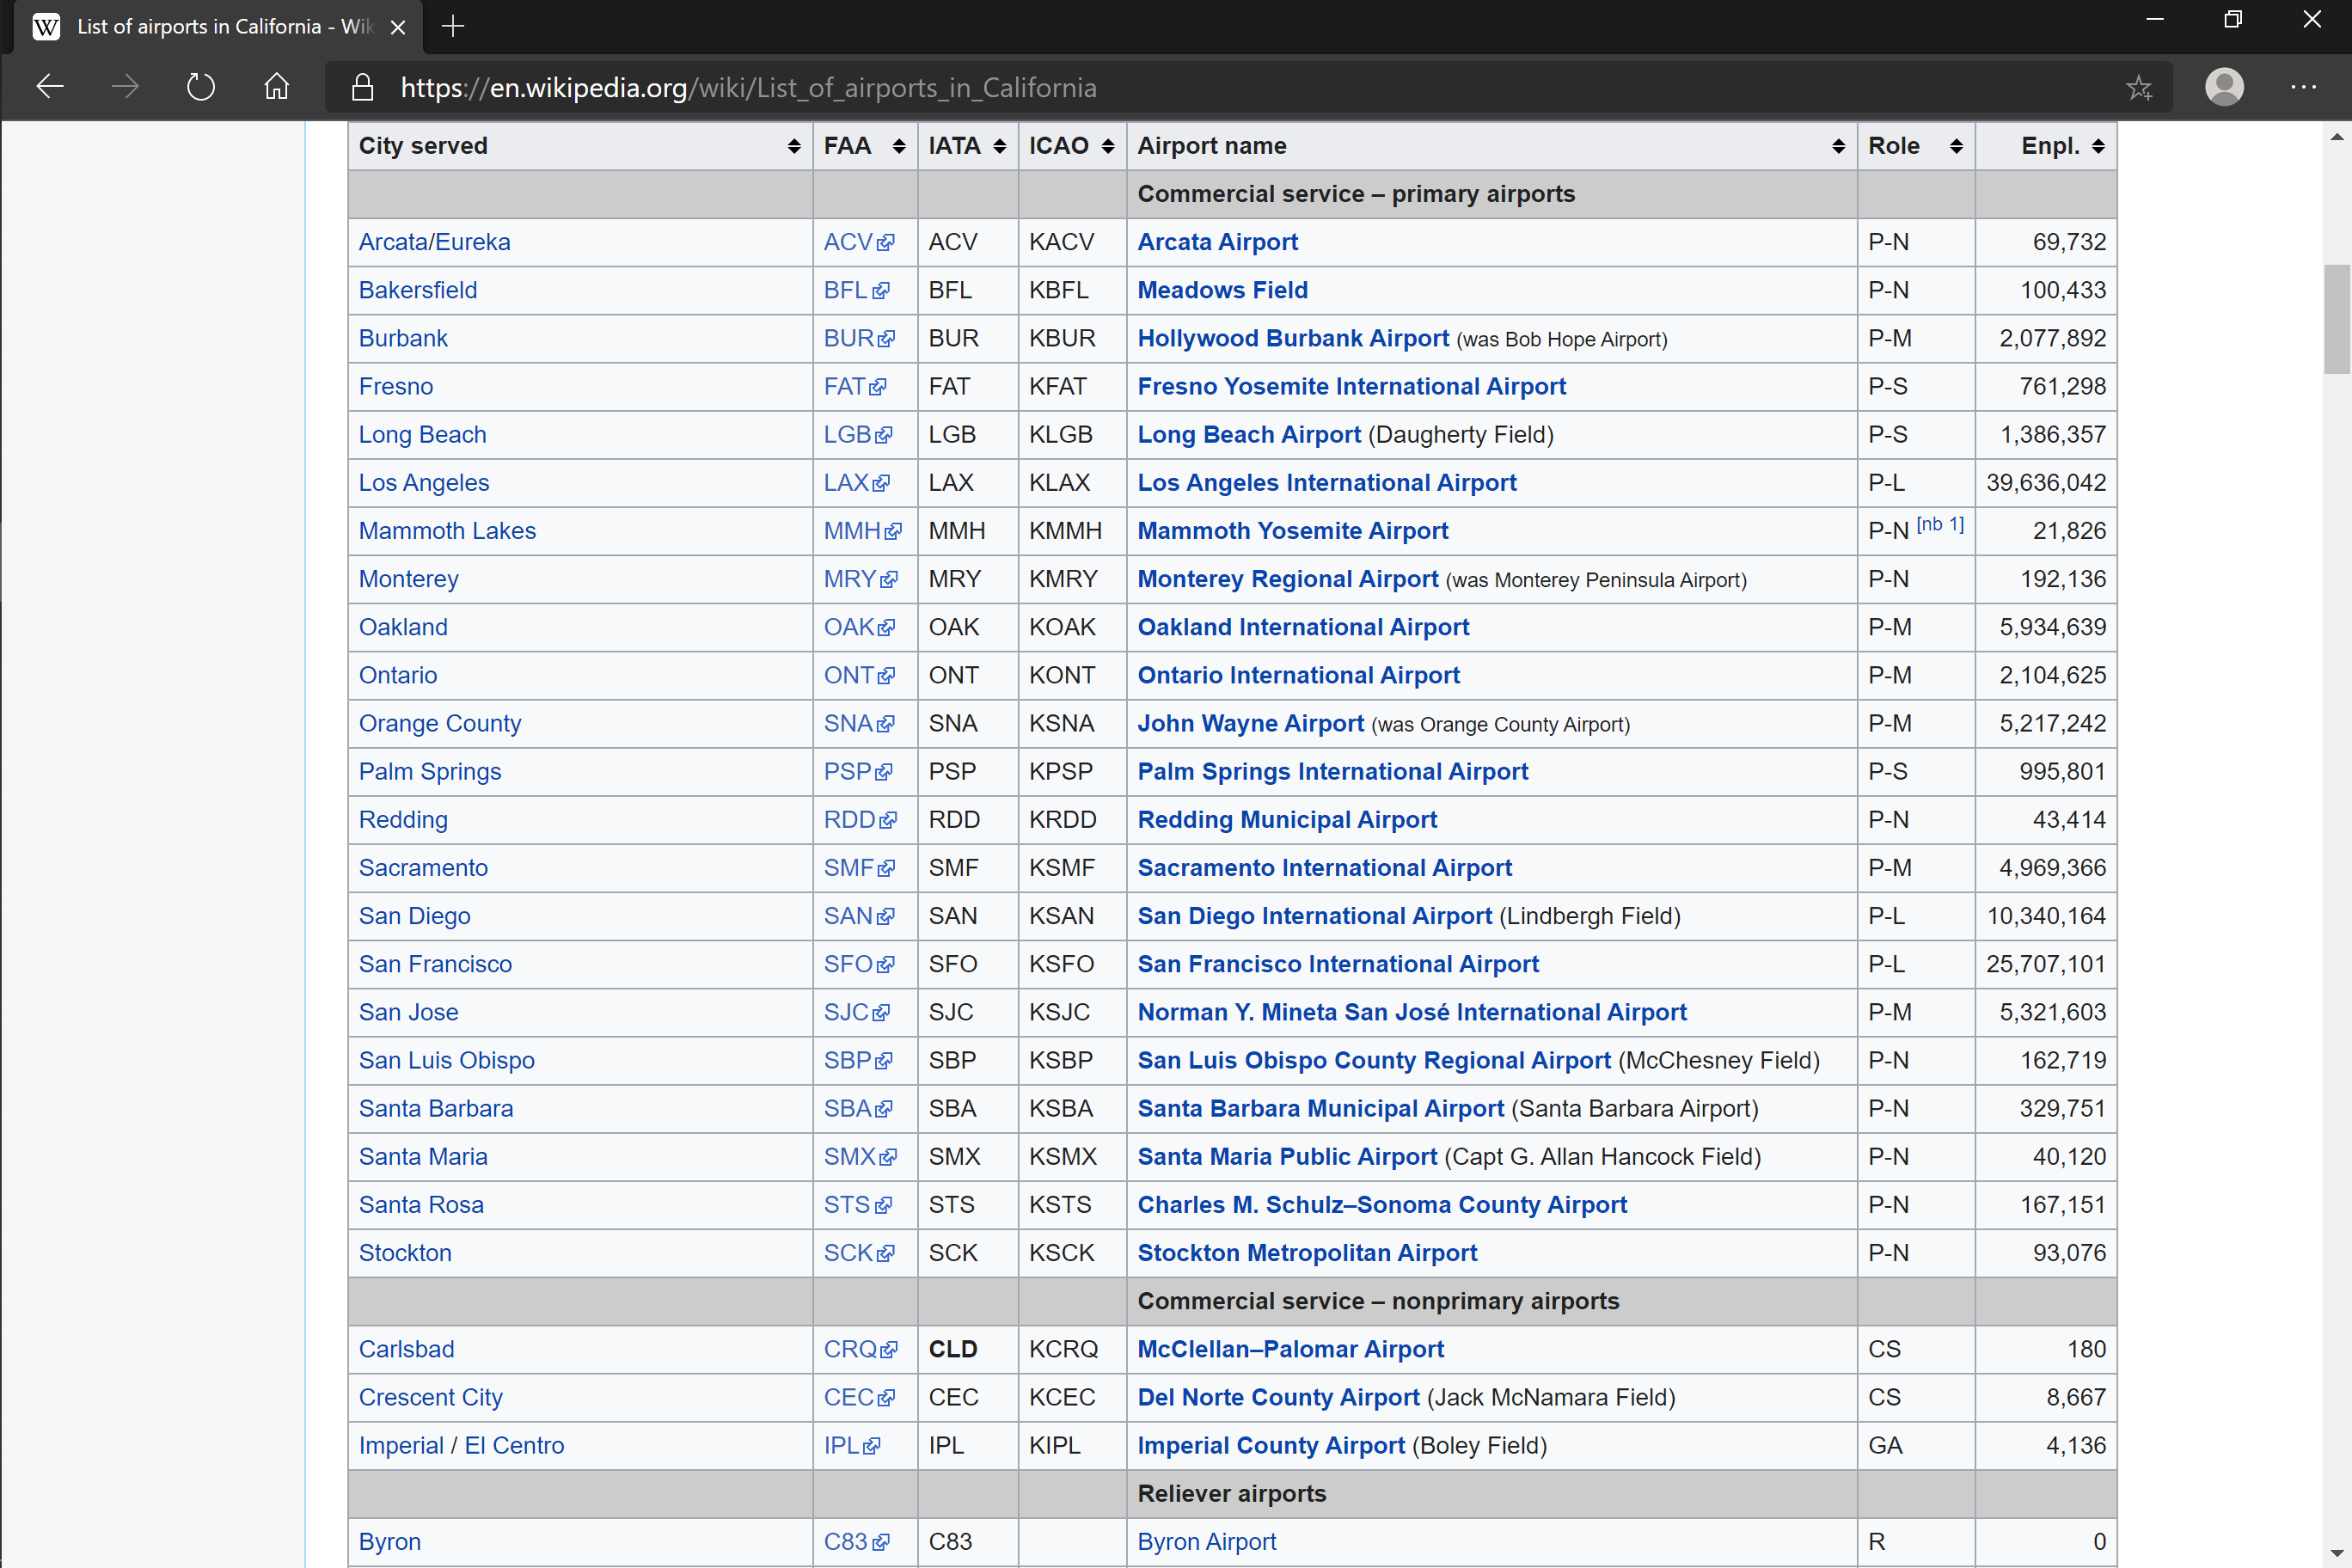 List of airports in California - Wik
https://en.wikipedia.org/wiki/List_of_airports_in_California
City served FAA IATA ICAO Airport name Role Enpl.
Commercial service – primary airports
Arcata/Eureka ACV ACV KACV Arcata Airport P-N 69,732
Bakersfield BFL BFL KBFL Meadows Field P-N 100,433
Burbank BUR BUR KBUR Hollywood Burbank Airport (was Bob Hope Airport) P-M 2,077,892
Fresno FAT FAT KFAT Fresno Yosemite International Airport P-S 761,298
Long Beach LGB LGB KLGB Long Beach Airport (Daugherty Field) P-S 1,386,357
Los Angeles LAX LAX KLAX Los Angeles International Airport P-L 39,636,042
Mammoth Lakes MMH MMH KMMH Mammoth Yosemite Airport P-N [nb 1] 21,826
Monterey MRY MRY KMRY Monterey Regional Airport (was Monterey Peninsula Airport) P-N 192,136
Oakland OAK OAK KOAK Oakland International Airport P-M 5,934,639
Ontario ONT ONT KONT Ontario International Airport P-M 2,104,625
Orange County SNA SNA KSNA John Wayne Airport (was Orange County Airport) P-M 5,217,242
Palm Springs PSP PSP KPSP Palm Springs International Airport P-S 995,801
Redding RDD RDD KRDD Redding Municipal Airport P-N 43,414
Sacramento SMF SMF KSMF Sacramento International Airport P-M 4,969,366
San Diego SAN SAN KSAN San Diego International Airport (Lindbergh Field) P-L 10,340,164
San Francisco SFO SFO KSFO San Francisco International Airport P-L 25,707,101
San Jose SJC SJC KSJC Norman Y. Mineta San José International Airport P-M 5,321,603
San Luis Obispo SBP SBP KSBP San Luis Obispo County Regional Airport (McChesney Field) P-N 162,719
Santa Barbara SBA SBA KSBA Santa Barbara Municipal Airport (Santa Barbara Airport) P-N 329,751
Santa Maria SMX SMX KSMX Santa Maria Public Airport (Capt G. Allan Hancock Field) P-N 40,120
Santa Rosa STS STS KSTS Charles M. Schulz–Sonoma County Airport P-N 167,151
Stockton SCK SCK KSCK Stockton Metropolitan Airport P-N 93,076
Commercial service – nonprimary airports
Carlsbad CRQ CLD KCRQ McClellan–Palomar Airport CS 180
Crescent City CEC CEC KCEC Del Norte County Airport (Jack McNamara Field) CS 8,667
Imperial / El Centro IPL IPL KIPL Imperial County Airport (Boley Field) GA 4,136
Reliever airports
Byron C83 C83 Byron Airport R 0